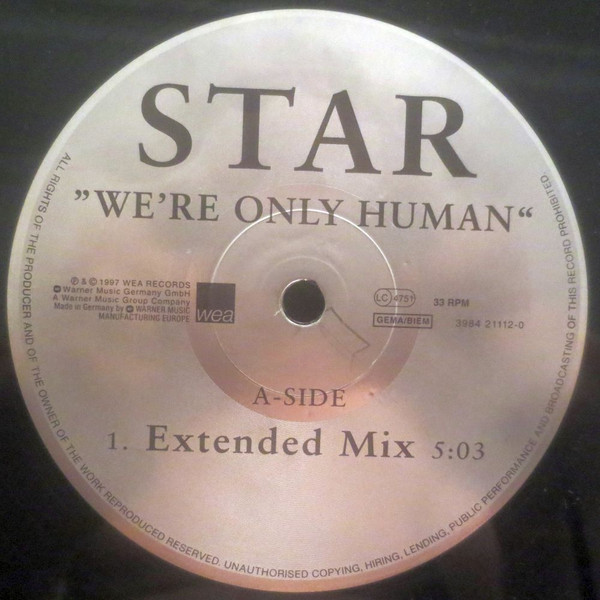 STAR
”WE'RE ONLY HUMAN“
ALL RIGHTS OF THE PRODUCER AND OF THE OWNER OF THE WORK REPRODUCED RESERVED. UNAUTHORISED COPYING, HIRING, LENDING, PUBLIC PERFORMANCE AND BROADCASTING OF THIS RECORD PROHIBITED.
℗ & © 1997 WEA RECORDS
Warner Music Germany GmbH
A Warner Music Group Company
Made in Germany by WARNER MUSIC
MANUFACTURING EUROPE
wea
LC 4751
33 RPM
GEMA/BIEM
3984 21112-0
A-SIDE
1. Extended Mix 5:03